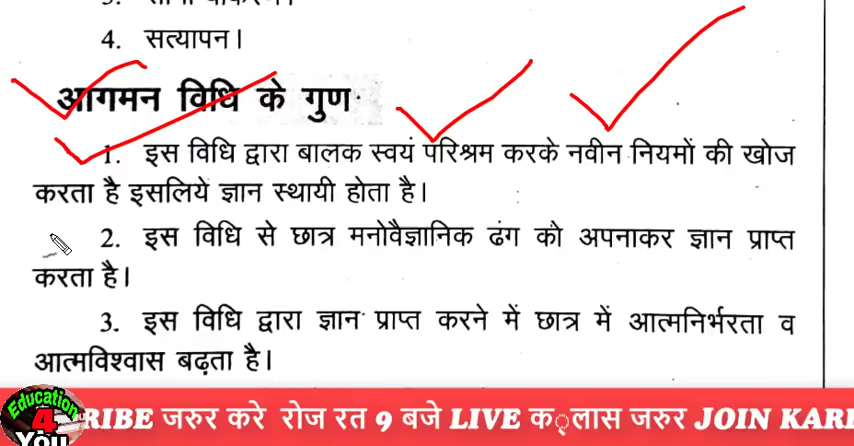 4. सत्यापन।
आगमन विधि के गुण
1. इस विधि द्वारा बालक स्वयं परिश्रम करके नवीन नियमों की खोज
करता है इसलिये ज्ञान स्थायी होता है।
2. इस विधि से छात्र मनोवैज्ञानिक ढंग को अपनाकर ज्ञान प्राप्त
करता है।
3. इस विधि द्वारा ज्ञान प्राप्त करने में छात्र में आत्मनिर्भरता व
आत्मविश्वास बढ़ता है।
Education
4
You
RIBE जरुर करे रोज रत 9 बजे LIVE क्लास जरुर JOIN KARE